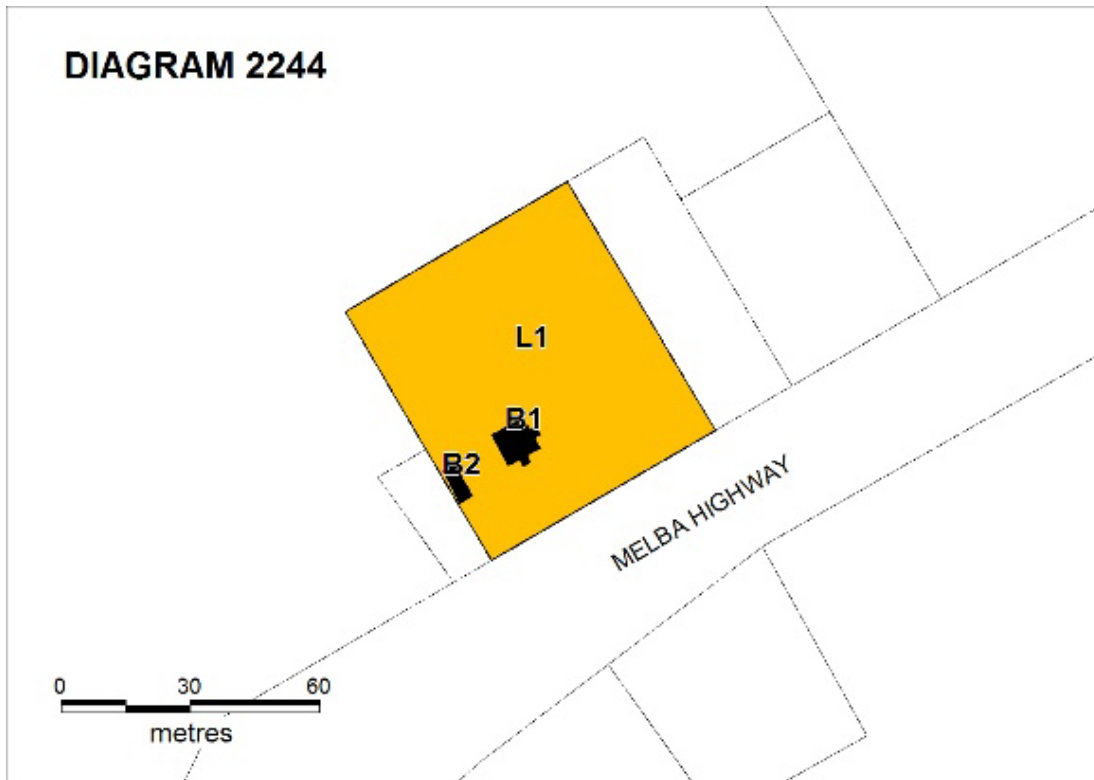 DIAGRAM 2244
L1
B1
B2
MELBA HIGHWAY
0 30 60
metres